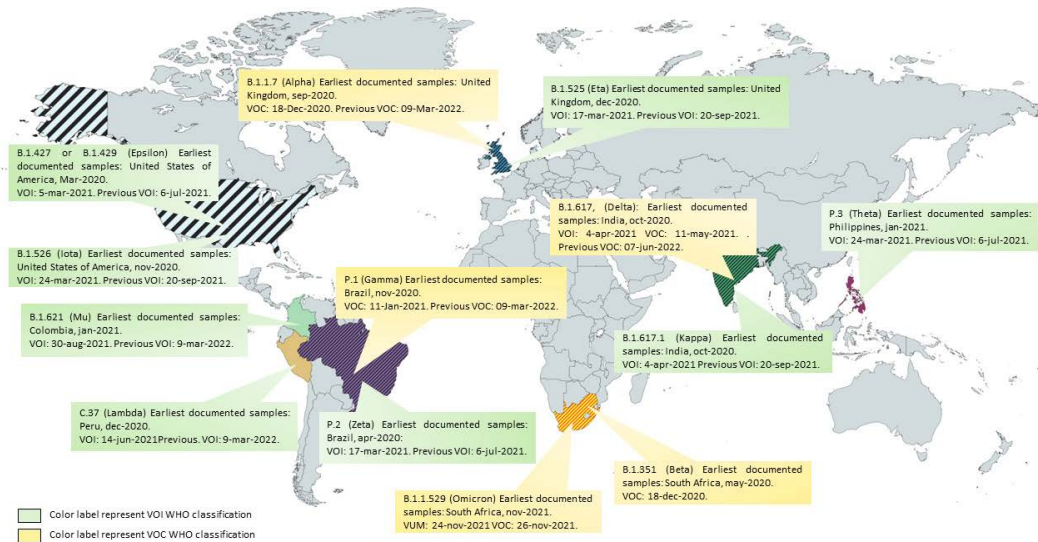 B.1.1.7 (Alpha) Earliest documented samples: United
Kingdom, sep-2020.
VOC: 18-Dec-2020. Previous VOC: 09-Mar-2022.
B.1.525 (Eta) Earliest documented samples: United
Kingdom, dec-2020.
VOI: 17-mar-2021. Previous VOI: 20-sep-2021.
B.1.427 or B.1.429 (Epsilon) Earliest
documented samples: United States of
America, Mar-2020.
VOI: 5-mar-2021. Previous VOI: 6-jul-2021.
B.1.617, (Delta): Earliest documented
samples: India, oct-2020.
VOI: 4-apr-2021 VOC: 11-may-2021. .
Previous VOC: 07-jun-2022.
P.3 (Theta) Earliest documented samples:
Philippines, jan-2021.
VOI: 24-mar-2021. Previous VOI: 6-jul-2021.
B.1.526 (Iota) Earliest documented samples:
United States of America, nov-2020.
VOI: 24-mar-2021. Previous VOI: 20-sep-2021.
P.1 (Gamma) Earliest documented samples:
Brazil, nov-2020.
VOC: 11-Jan-2021. Previous VOC: 09-mar-2022.
B.1.621 (Mu) Earliest documented samples:
Colombia, jan-2021.
VOI: 30-aug-2021. Previous VOI: 9-mar-2022.
B.1.617.1 (Kappa) Earliest documented
samples: India, oct-2020.
VOI: 4-apr-2021 Previous VOI: 20-sep-2021.
C.37 (Lambda) Earliest documented samples:
Peru, dec-2020.
VOI: 14-jun-2021Previous. VOI: 9-mar-2022.
P.2 (Zeta) Earliest documented samples:
Brazil, apr-2020:
VOI: 17-mar-2021. Previous VOI: 6-jul-2021.
B.1.351 (Beta) Earliest documented
samples: South Africa, may-2020.
VOC: 18-dec-2020.
B.1.1.529 (Omicron) Earliest documented
samples: South Africa, nov-2021.
VUM: 24-nov-2021 VOC: 26-nov-2021.
Color label represent VOI WHO classification
Color label represent VOC WHO classification